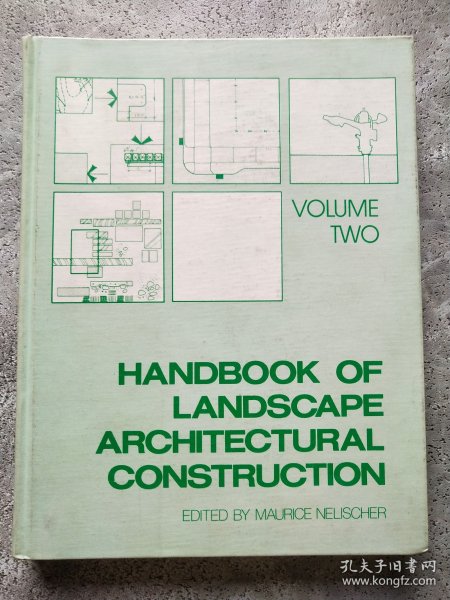 VOLUME
TWO
HANDBOOK OF
LANDSCAPE
ARCHITECTURAL
CONSTRUCTION
EDITED BY MAURICE NELISCHER
孔夫子旧书网
www.kongfz.com